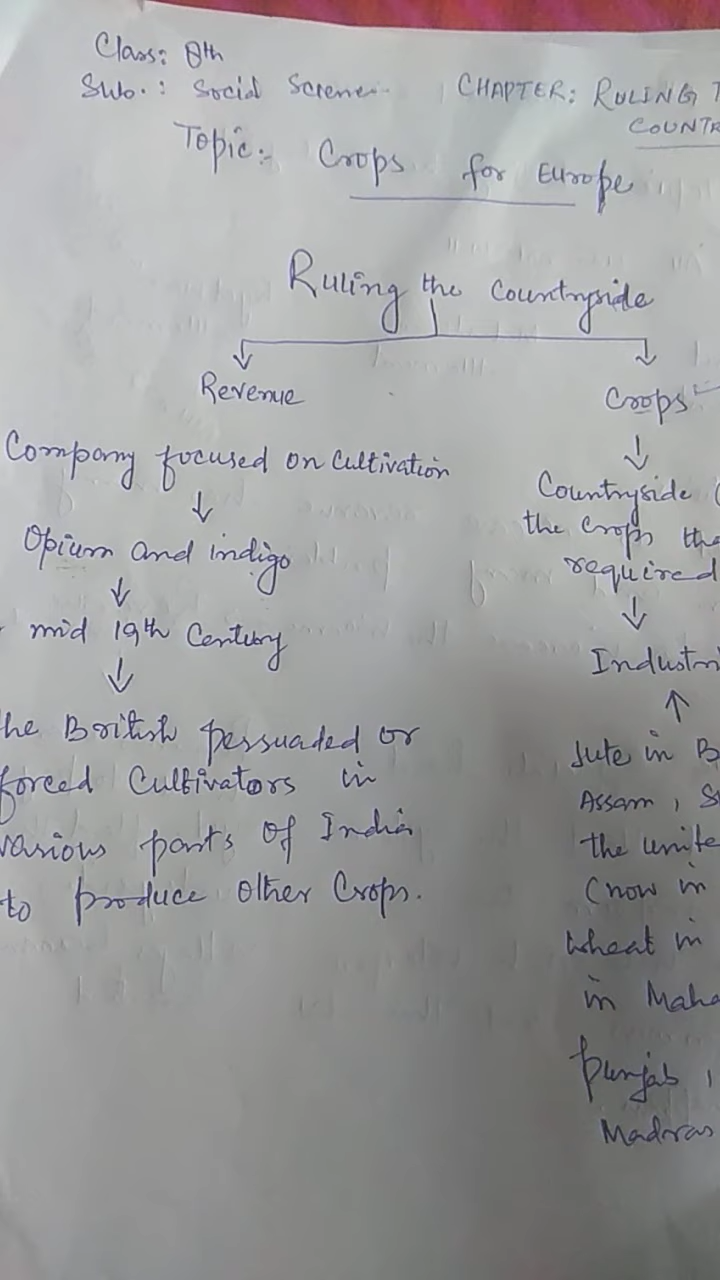 Class: 8th
Sub.: Social Science CHAPTER: RULING
COUNTR
Topic:- Crops for Europe
Ruling the Countryside
Revenue Crops
Company focused on Cultivation
Countryside
the Crops
Opium and indigo
required
mid 19th Century
Industri
the British persuaded or
Jute in B
forced Cultivators in
Assam,
various parts of India
the unite
to produce other Crops.
(now in
wheat in
in Maha
Punjab,
Madras